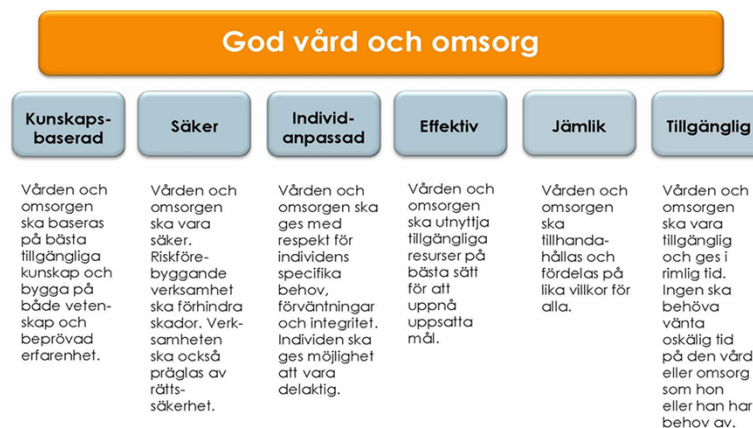 God vård och omsorg
Kunskaps-
baserad
Säker
Individ-
anpassad
Effektiv
Jämlik
Tillgänglig
Vården och
omsorgen
ska baseras
på bästa
tillgängliga
kunskap och
bygga på
både veten-
skap och
beprövad
erfarenhet.
Vården och
omsorgen
ska vara
säker.
Riskföre-
byggande
verksamhet
ska förhindra
skador. Verk-
samheten
ska också
präglas av
rätts-
säkerhet.
Vården och
omsorgen ska
ges med
respekt för
individens
specifika
behov,
förväntningar
och integritet.
Individen ska
ges möjlighet
att vara
delaktig.
Vården och
omsorgen
ska utnyttja
tillgängliga
resurser på
bästa sätt
för att
uppnå
uppsatta
mål.
Vården och
omsorgen
ska
tillhanda-
hållas och
fördelas på
lika villkor för
alla.
Vården och
omsorgen
ska vara
tillgänglig
och ges i
rimlig tid.
Ingen ska
behöva
vänta
oskälig tid
på den vård
eller omsorg
som hon
eller han har
behov av.